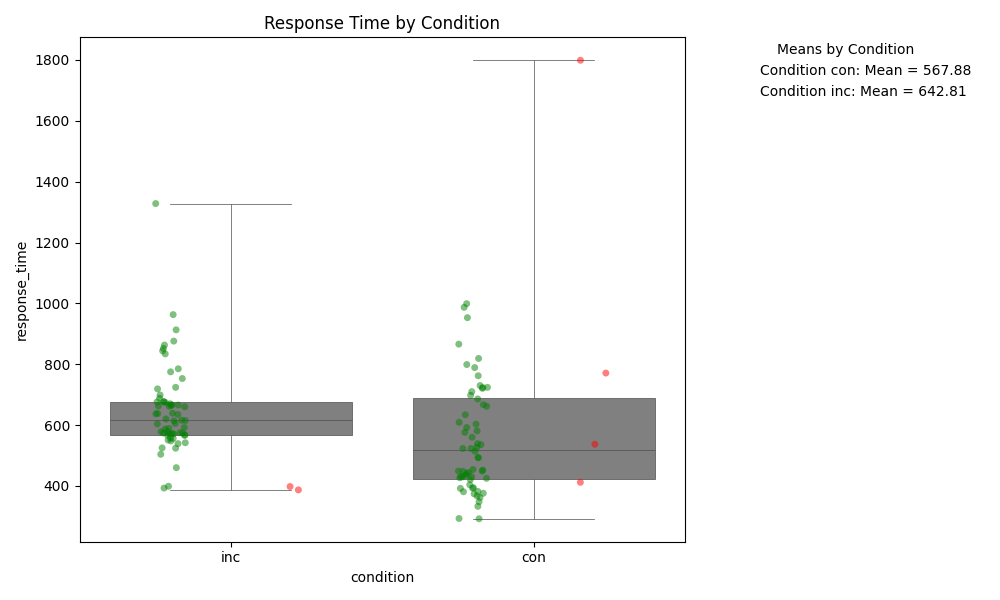 Response Time by Condition
Means by Condition
Condition con: Mean = 567.88
Condition inc: Mean = 642.81
response_time
1800
1600
1400
1200
1000
800
600
400
inc con
condition